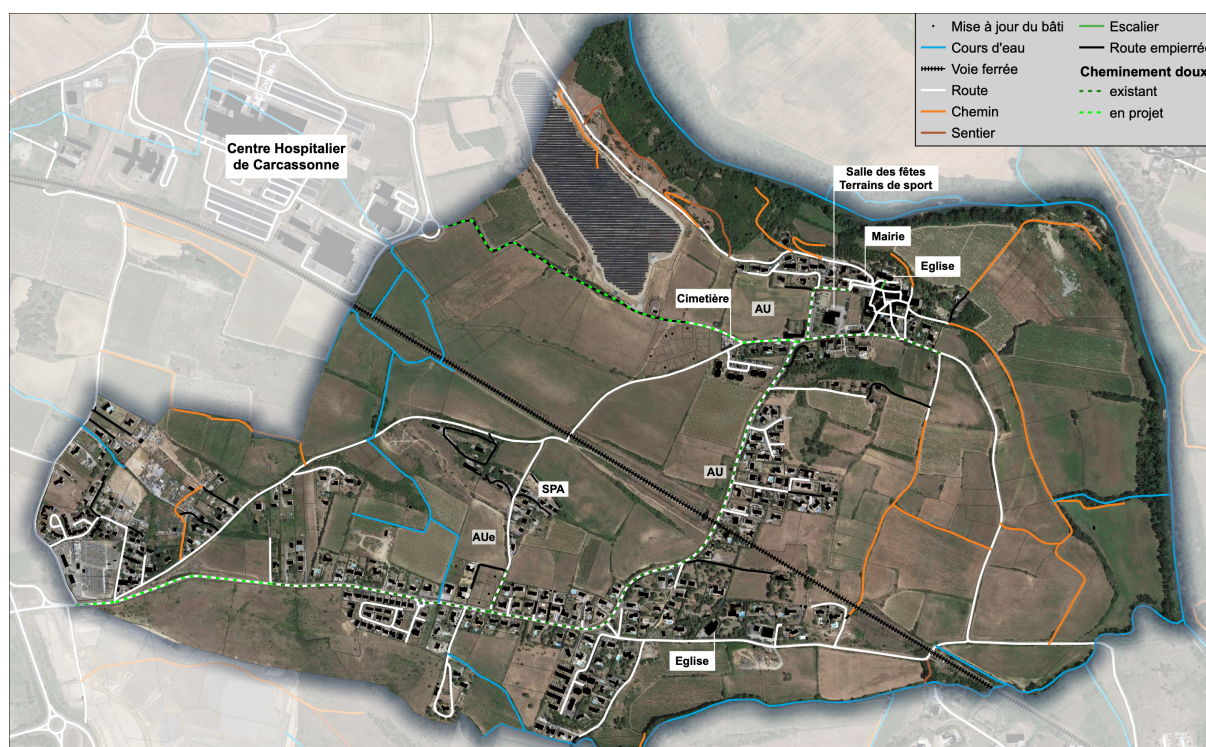 Mise à jour du bâti
Cours d'eau
Voie ferrée
Route
Chemin
Sentier
Escalier
Route empierrée
Cheminement doux
existant
en projet
Centre Hospitalier
de Carcassonne
Salle des fêtes
Terrains de sport
Mairie
Eglise
Cimetière
AU
AU
SPA
AUe
Eglise